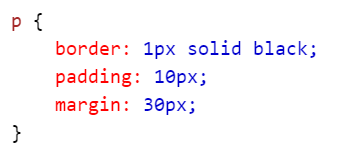 p {
    border: 1px solid black;
    padding: 10px;
    margin: 30px;
}